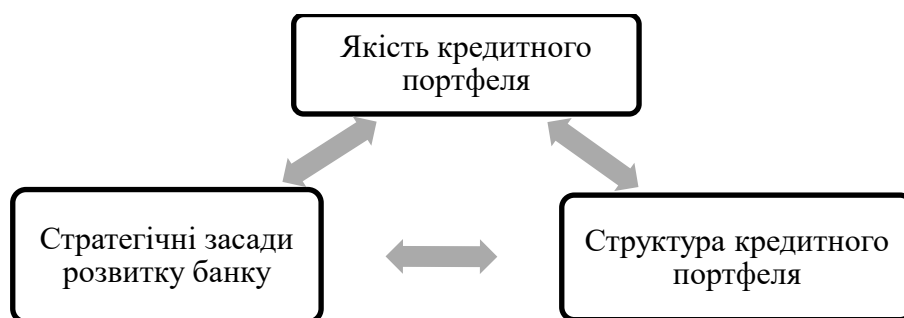 Якість кредитного
портфеля
Стратегічні засади
розвитку банку
Структура кредитного
портфеля